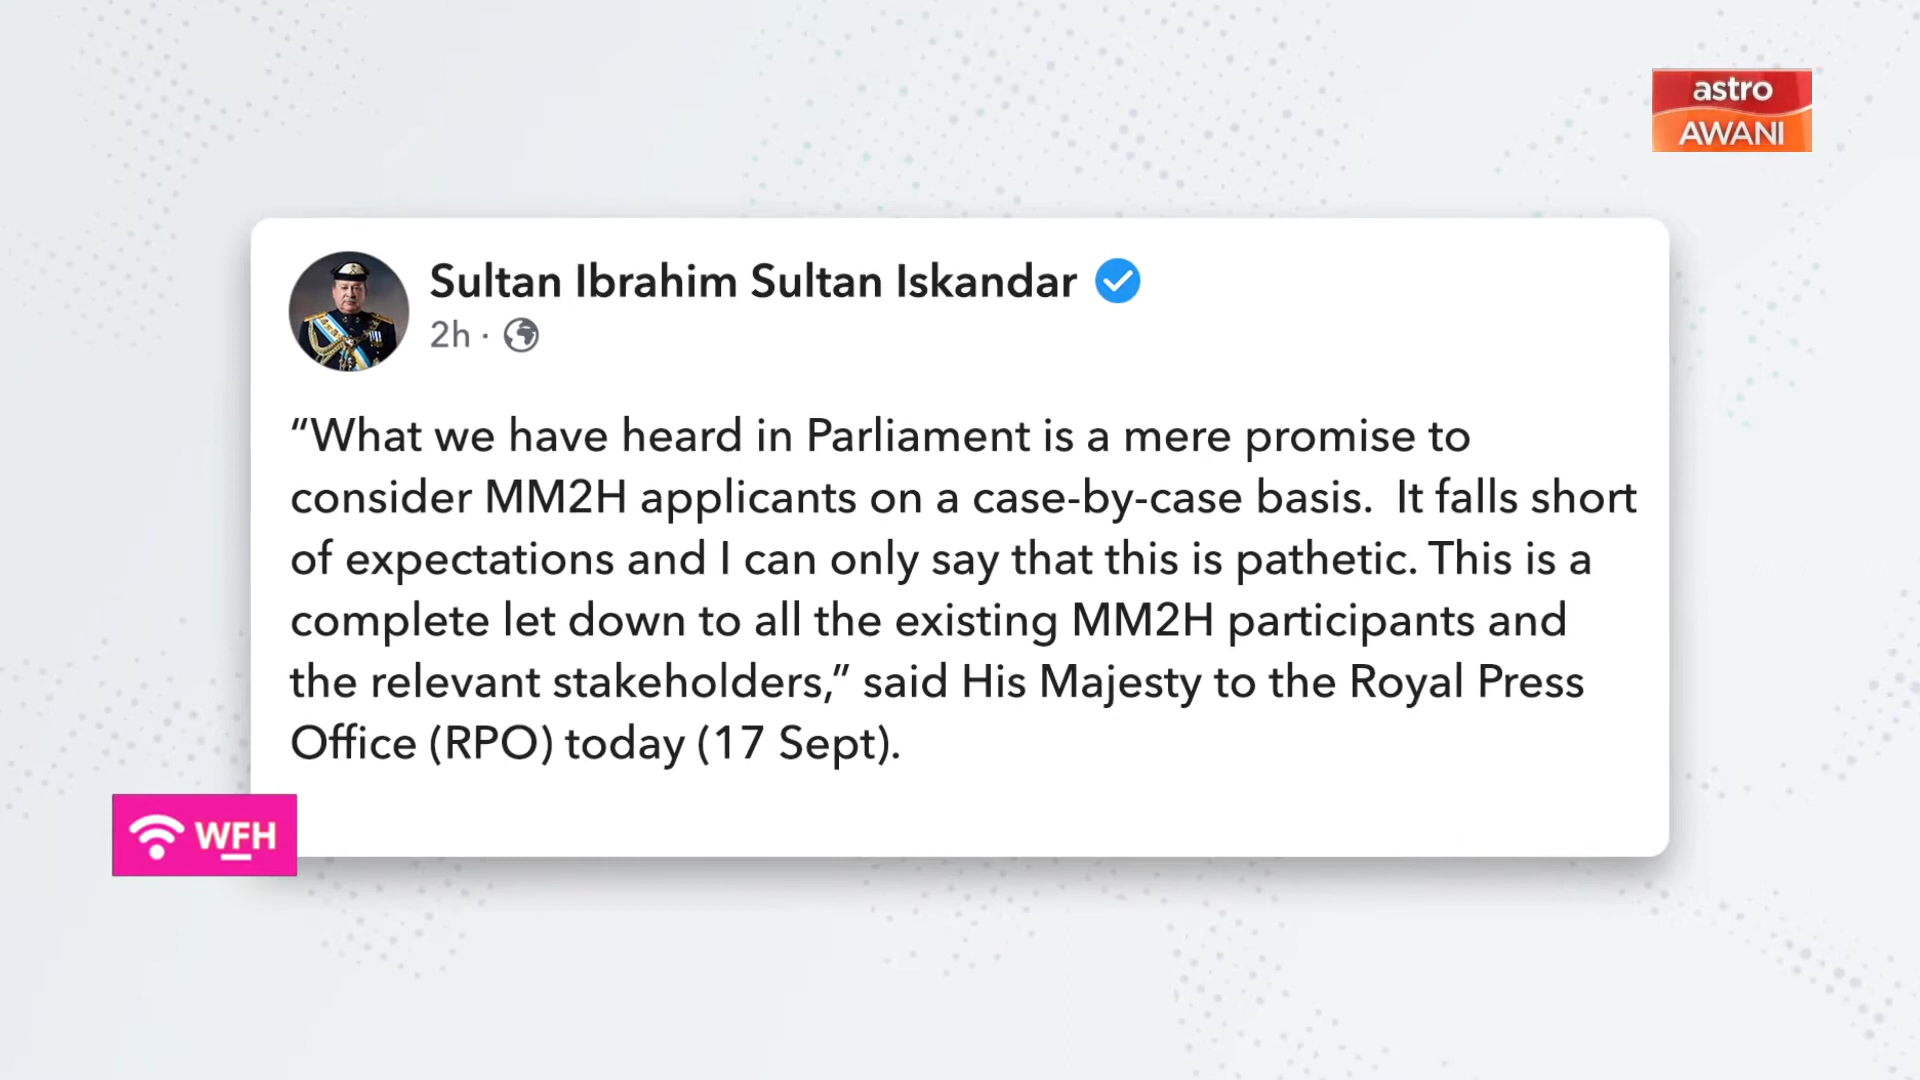 astro
AWANI
Sultan Ibrahim Sultan Iskandar
2h ·
“What we have heard in Parliament is a mere promise to
consider MM2H applicants on a case-by-case basis.  It falls short
of expectations and I can only say that this is pathetic. This is a
complete let down to all the existing MM2H participants and
the relevant stakeholders,” said His Majesty to the Royal Press
Office (RPO) today (17 Sept).
WFH